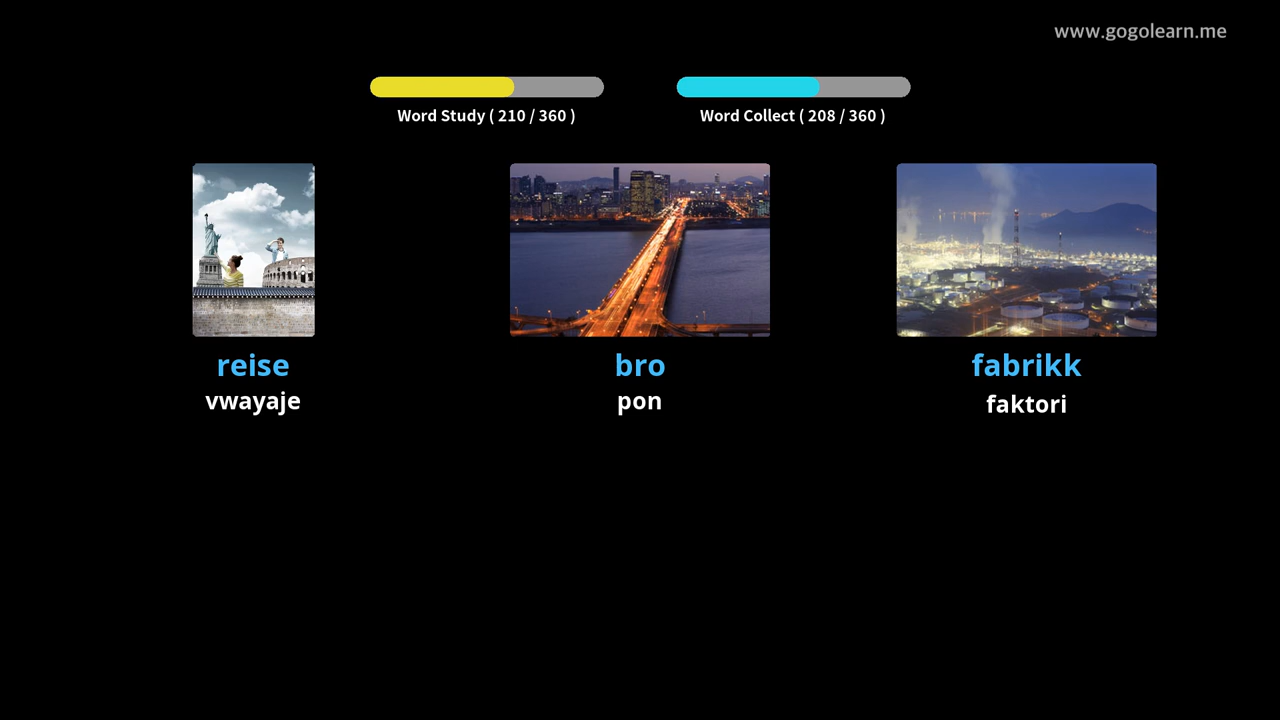 www.gogolearn.me
Word Study ( 210 / 360 )
Word Collect ( 208 / 360 )
reise
vwayaje
bro
pon
fabrikk
faktori